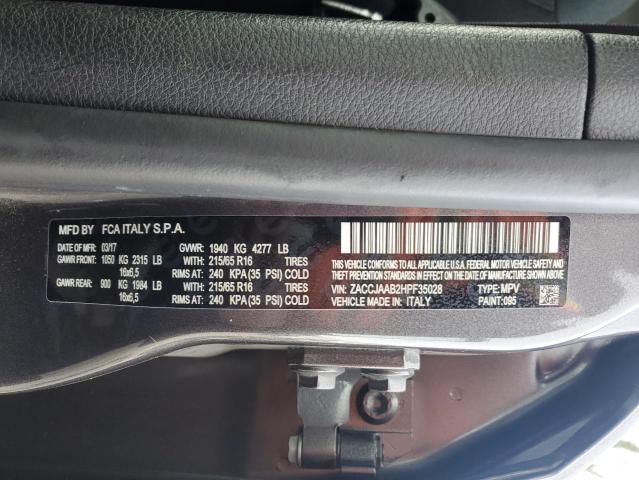 MFD BY FCA ITALY S.P.A.
DATE OF MFR: 03/17 GVWR: 1940 KG 4277 LB
GAWR FRONT: 1050 KG 2315 LB WITH: 215/65 R16 TIRES
16x6,5 RIMS AT: 240 KPA(35 PSI) COLD
GAWR REAR: 900 KG 1984 LB WITH: 215/65 R16 TIRES
16x6,5 RIMS AT: 240 KPA(35 PSI) COLD
THIS VEHICLE CONFORMS TO ALL APPLICABLE U.S.A. FEDERAL MOTOR VEHICLE SAFETY
BUMPER AND THEFT PREVENTION STANDARDS IN EFFECT ON THE DATE OF MANUFACTURE
VIN: ZACCJAAB2HPF35028 TYPE: MPV
VEHICLE MADE IN: ITALY PAINT: 095